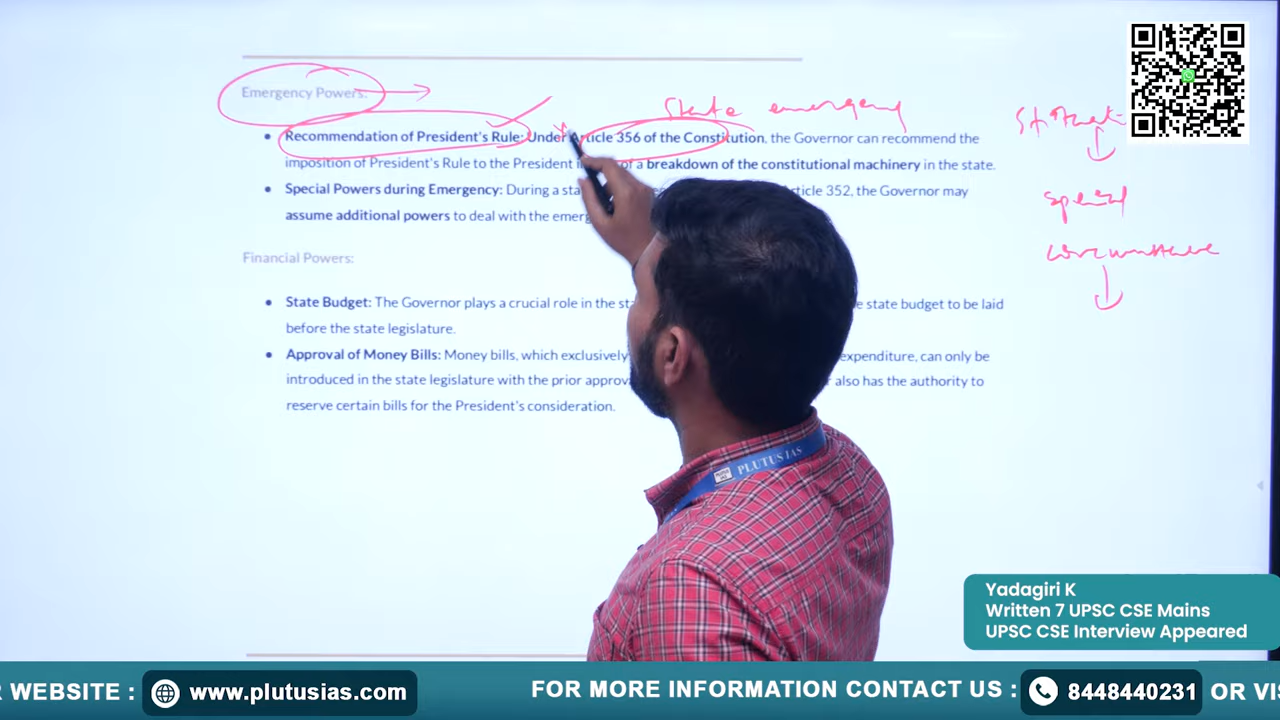 Emergency Powers:
State emergency
• Recommendation of President's Rule: Under Article 356 of the Constitution, the Governor can recommend the
imposition of President's Rule to the President of a breakdown of the constitutional machinery in the state.
• Special Powers during Emergency: During a sta Article 352, the Governor may
assume additional powers to deal with the emerg
special
circumstance
Financial Powers:
• State Budget: The Governor plays a crucial role in the sta e state budget to be laid
before the state legislature.
• Approval of Money Bills: Money bills, which exclusively expenditure, can only be
introduced in the state legislature with the prior approva also has the authority to
reserve certain bills for the President's consideration.
PLUTUS IAS
Yadagiri K
Written 7 UPSC CSE Mains
UPSC CSE Interview Appeared
R WEBSITE : www.plutusias.com FOR MORE INFORMATION CONTACT US : 8448440231 OR VIS